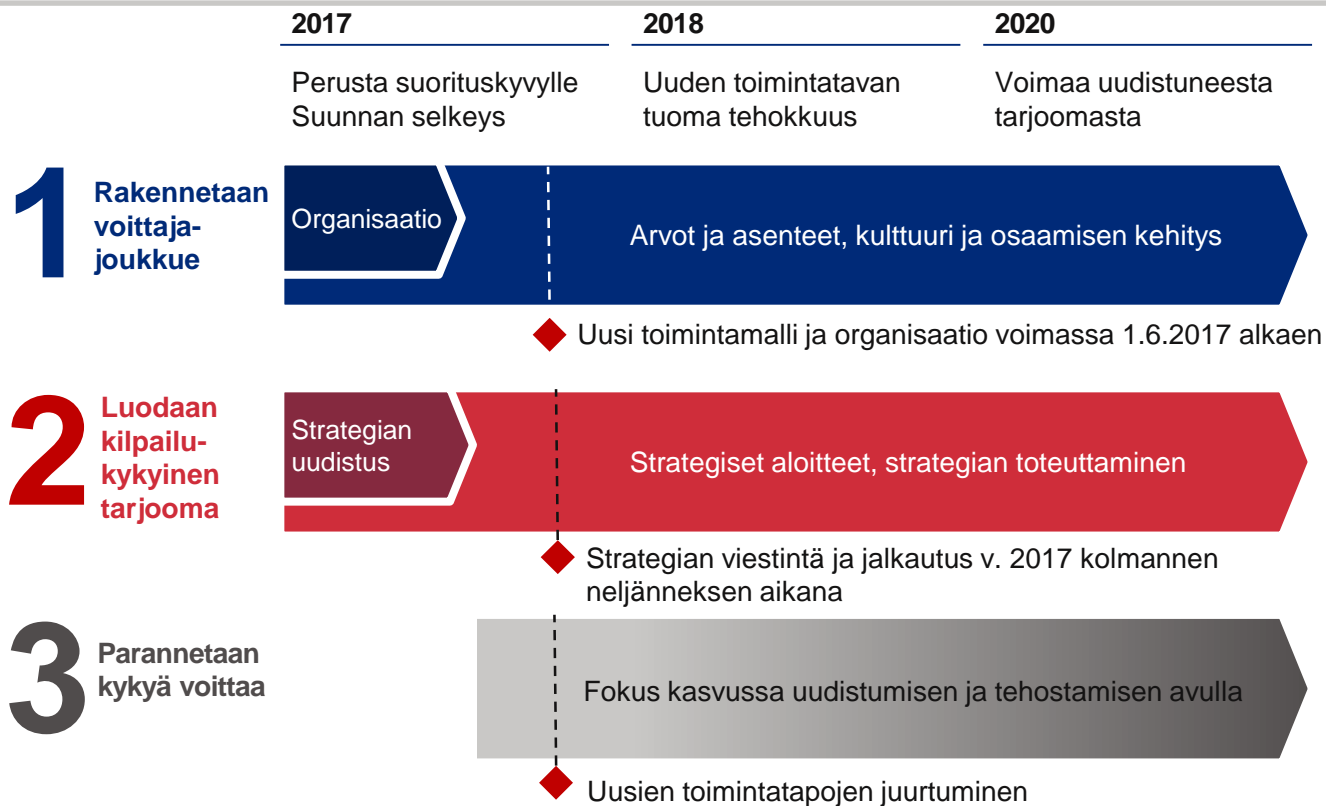 2017
2018
2020
Perusta suorituskyvylle
Suunnan selkeys
Uuden toimintatavan
tuoma tehokkuus
Voimaa uudistuneesta
tarjoomasta
1
Rakennetaan
voittaja-
joukkue
Organisaatio
Arvot ja asenteet, kulttuuri ja osaamisen kehitys
Uusi toimintamalli ja organisaatio voimassa 1.6.2017 alkaen
2
Luodaan
kilpailu-
kykyinen
tarjooma
Strategian
uudistus
Strategiset aloitteet, strategian toteuttaminen
Strategian viestintä ja jalkautus v. 2017 kolmannen
neljänneksen aikana
3
Parannetaan
kykyä voittaa
Fokus kasvussa uudistumisen ja tehostamisen avulla
Uusien toimintatapojen juurtuminen